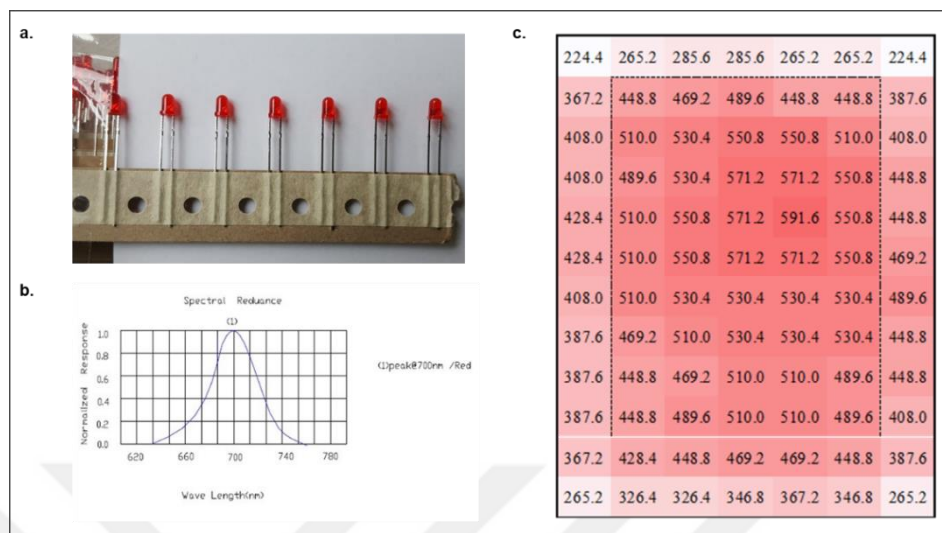 a.
b.
Spectral Reduance
(1)
Normalized Response
1.0
0.8
0.6
0.4
0.2
0.0
620 660 700 740 780
Wave Length(nm)
(1)peak@700nm /Red
c.
224.4 265.2 285.6 285.6 265.2 265.2 224.4
367.2 448.8 469.2 489.6 448.8 448.8 387.6
408.0 510.0 530.4 550.8 550.8 510.0 408.0
408.0 489.6 530.4 571.2 571.2 550.8 448.8
428.4 510.0 550.8 571.2 591.6 550.8 448.8
428.4 510.0 550.8 571.2 571.2 550.8 469.2
408.0 510.0 530.4 530.4 530.4 530.4 489.6
387.6 469.2 510.0 530.4 530.4 530.4 448.8
387.6 448.8 469.2 510.0 510.0 489.6 448.8
387.6 448.8 489.6 510.0 510.0 489.6 408.0
367.2 428.4 448.8 469.2 469.2 448.8 387.6
265.2 326.4 326.4 346.8 367.2 346.8 265.2